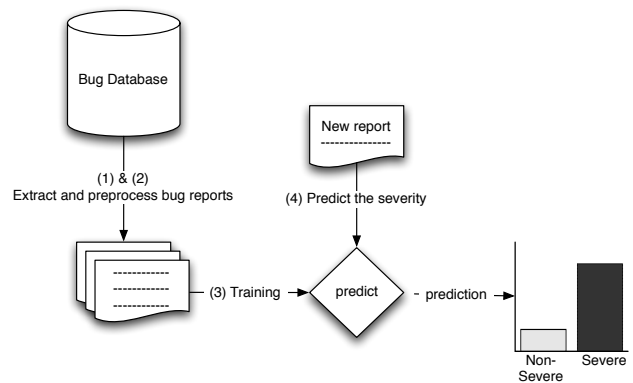 Bug Database
New report
(1) & (2)
Extract and preprocess bug reports
(4) Predict the severity
(3) Training
predict
prediction
Non-
Severe
Severe